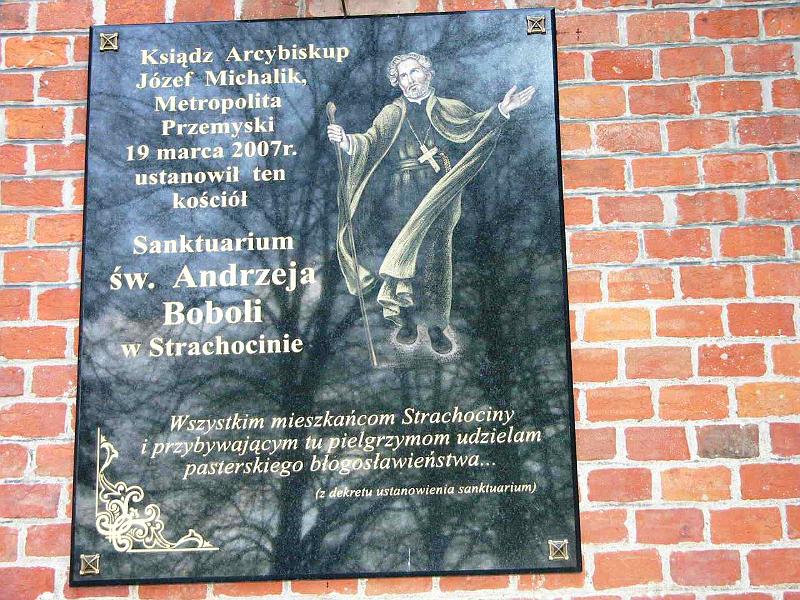 Ksiądz Arcybiskup
Józef Michalik,
Metropolita
Przemyski
19 marca 2007r.
ustanowił ten
kościół
Sanktuarium
św. Andrzeja
Boboli
w Strachocinie
Wszystkim mieszkańcom Strachociny
i przybywającym tu pielgrzymom udzielam
pasterskiego błogosławieństwa...
(z dekretu ustanowienia sanktuarium)